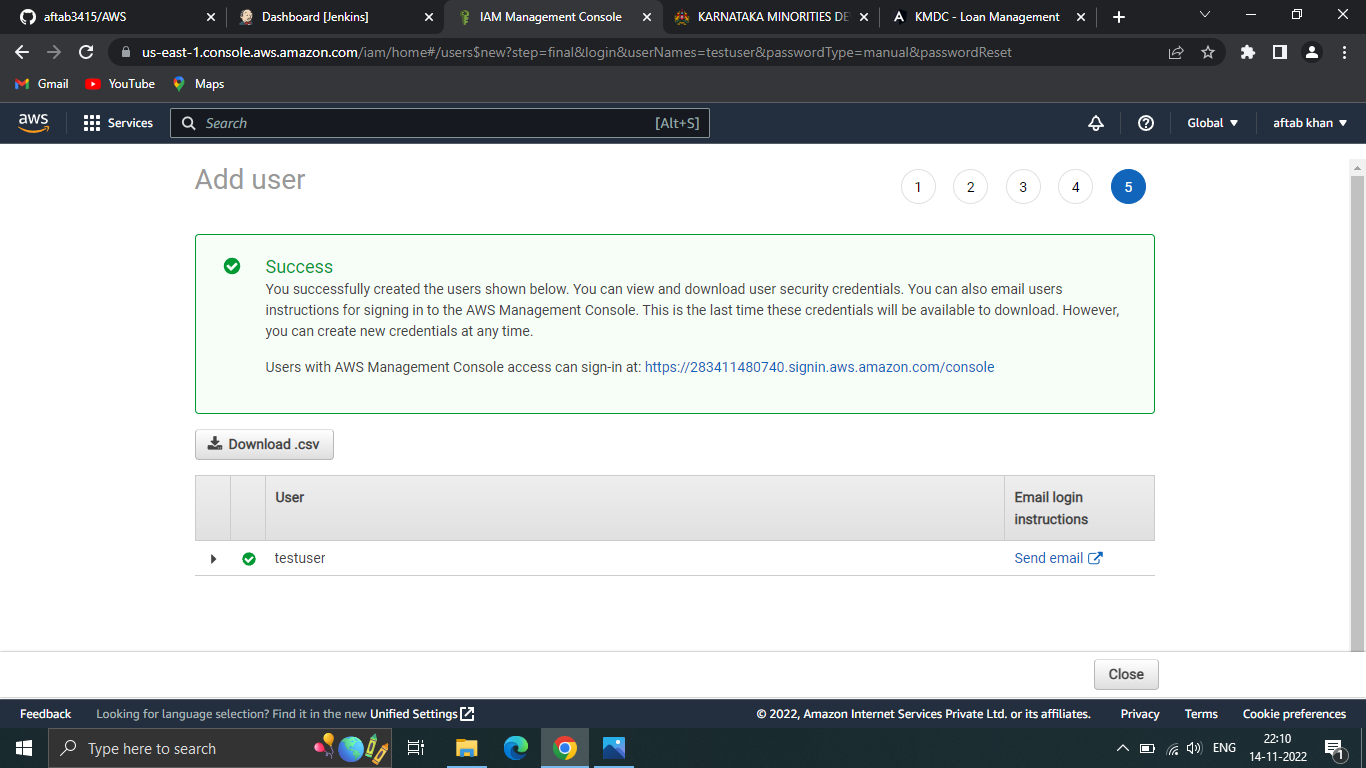 aftab3415/AWS
Dashboard [Jenkins]
IAM Management Console
KARNATAKA MINORITIES DE
KMDC - Loan Management
us-east-1.console.aws.amazon.com/iam/home#/users$new?step=final&login&userNames=testuser&passwordType=manual&passwordReset
Gmail
YouTube
Maps
aws
Services
Search
[Alt+S]
Global
aftab khan
Add user
1
2
3
4
5
Success
You successfully created the users shown below. You can view and download user security credentials. You can also email users
instructions for signing in to the AWS Management Console. This is the last time these credentials will be available to download. However,
you can create new credentials at any time.
Users with AWS Management Console access can sign-in at: https://283411480740.signin.aws.amazon.com/console
Download .csv
User
Email login
instructions
testuser
Send email
Close
Feedback
Looking for language selection? Find it in the new Unified Settings
© 2022, Amazon Internet Services Private Ltd. or its affiliates.
Privacy
Terms
Cookie preferences
Type here to search
ENG
22:10
14-11-2022
1